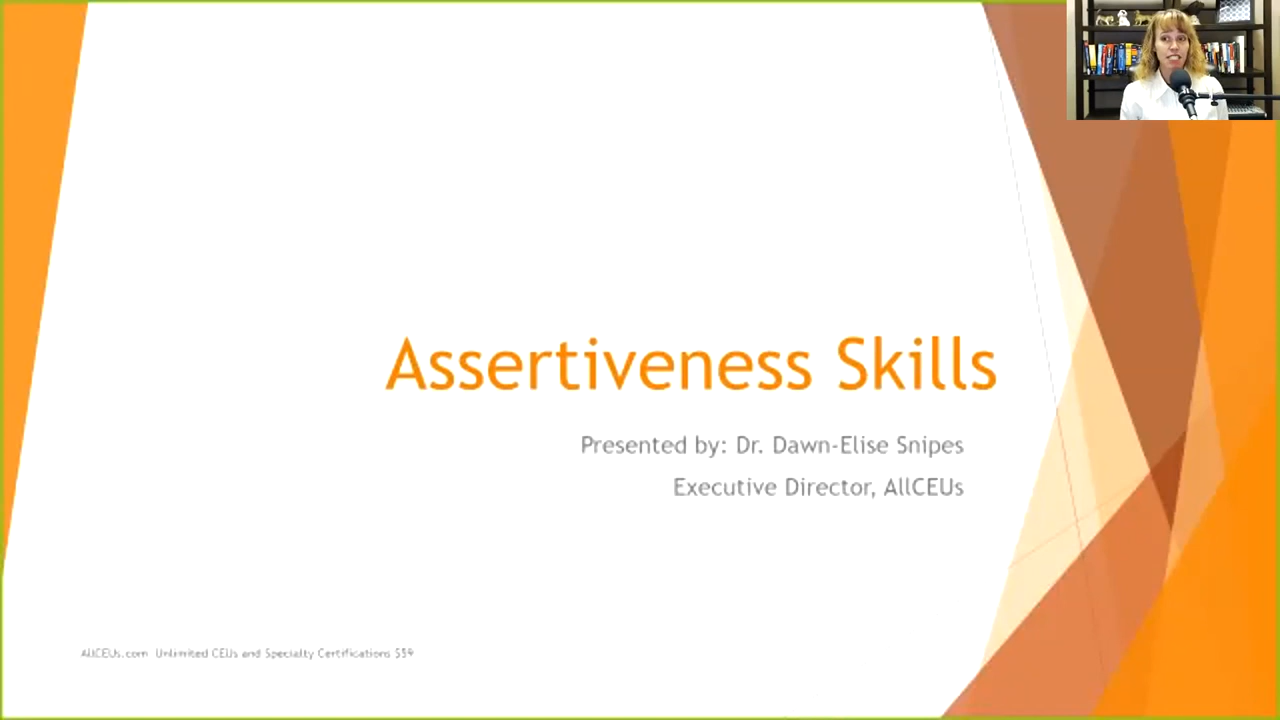 Assertiveness Skills
Presented by: Dr. Dawn-Elise Snipes
Executive Director, AllCEUs
AllCEUs.com Unlimited CEUs and Specialty Certifications $59